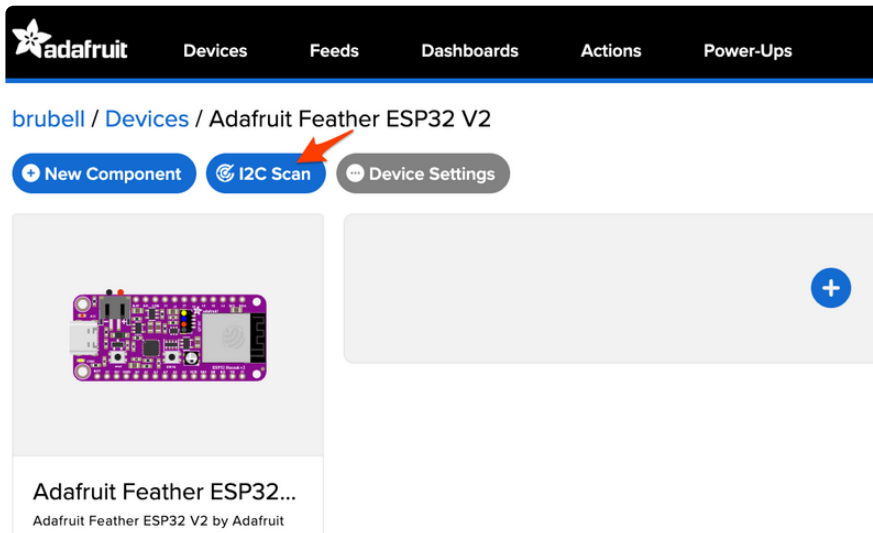 adafruit Devices Feeds Dashboards Actions Power-Ups
brubell / Devices / Adafruit Feather ESP32 V2
New Component I2C Scan Device Settings
Adafruit Feather ESP32...
Adafruit Feather ESP32 V2 by Adafruit